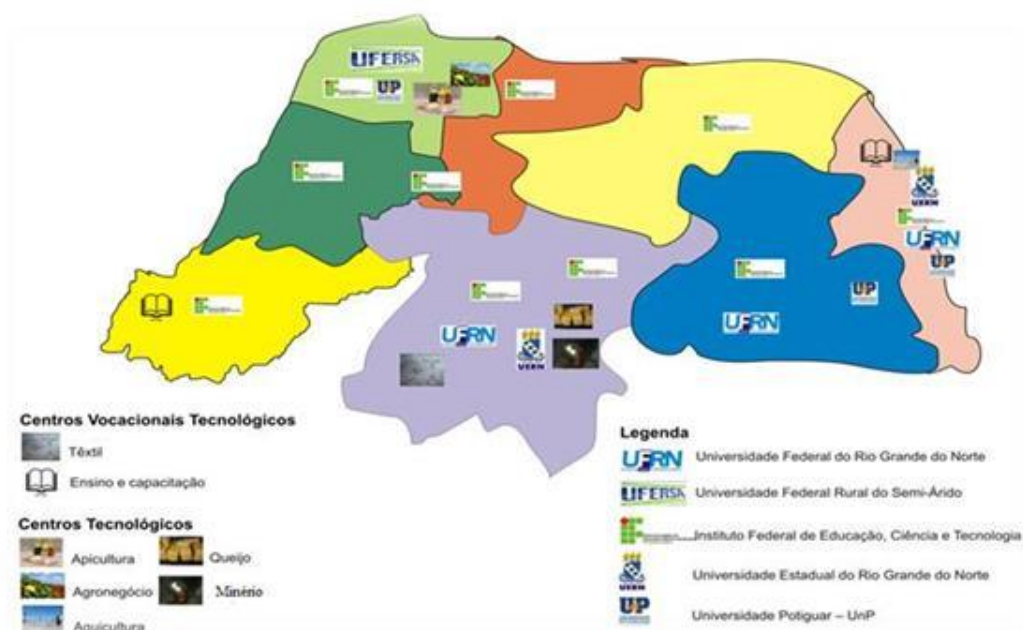 UFERSA
UP
UERN
UFRN
UP
UP
UFRN
UFRN
UERN
Centros Vocacionais Tecnológicos
Têxtil
Ensino e capacitação
Centros Tecnológicos
Apicultura
Queijo
Agronegócio
Minério
Aquicultura
Legenda
UFRN Universidade Federal do Rio Grande do Norte
UFERSA Universidade Federal Rural do Semi-Árido
Instituto Federal de Educação, Ciência e Tecnologia
UERN Universidade Estadual do Rio Grande do Norte
UP Universidade Potiguar – UnP